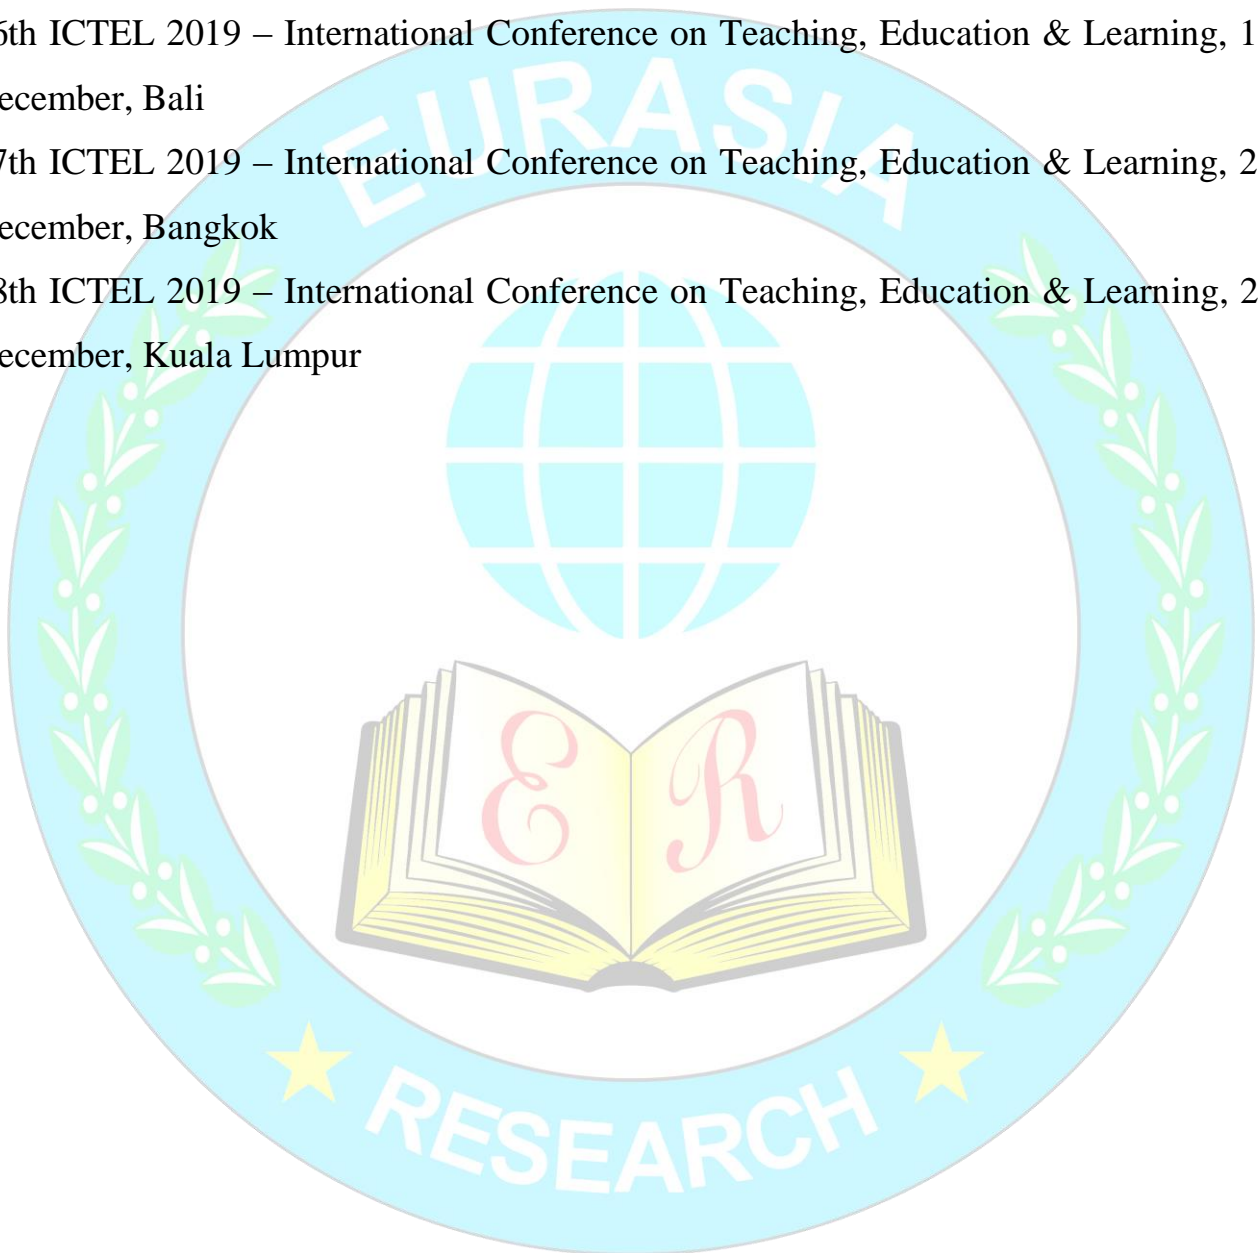 6th ICTEL 2019 – International Conference on Teaching, Education & Learning, 1
ecember, Bali
7th ICTEL 2019 – International Conference on Teaching, Education & Learning, 2
ecember, Bangkok
8th ICTEL 2019 – International Conference on Teaching, Education & Learning, 2
ecember, Kuala Lumpur
EURASIA
E R
RESEARCH